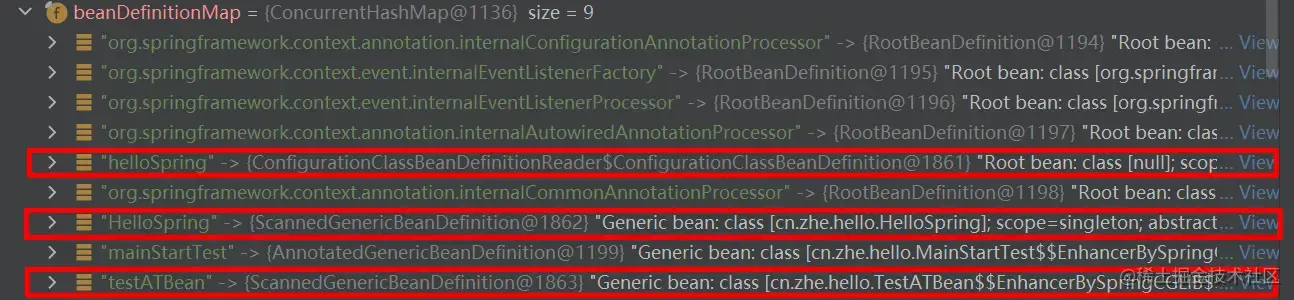 beanDefinitionMap = {ConcurrentHashMap@1136} size = 9
"org.springframework.context.annotation.internalConfigurationAnnotationProcessor" -> {RootBeanDefinition@1194} "Root bean: ... View
"org.springframework.context.event.internalEventListenerFactory" -> {RootBeanDefinition@1195} "Root bean: class [org.springfram... View
"org.springframework.context.event.internalEventListenerProcessor" -> {RootBeanDefinition@1196} "Root bean: class [org.springf... View
"org.springframework.context.annotation.internalAutowiredAnnotationProcessor" -> {RootBeanDefinition@1197} "Root bean: clas... View
"helloSpring" -> {ConfigurationClassBeanDefinitionReader$ConfigurationClassBeanDefinition@1861} "Root bean: class [null]; scop... View
"org.springframework.context.annotation.internalCommonAnnotationProcessor" -> {RootBeanDefinition@1198} "Root bean: class ... View
"HelloSpring" -> {ScannedGenericBeanDefinition@1862} "Generic bean: class [cn.zhe.hello.HelloSpring]; scope=singleton; abstract... View
"mainStartTest" -> {AnnotatedGenericBeanDefinition@1199} "Generic bean: class [cn.zhe.hello.MainStartTest$$EnhancerBySpringC... View
"testATBean" -> {ScannedGenericBeanDefinition@1863} "Generic bean: class [cn.zhe.hello.TestATBean$$EnhancerBySpringCGLIB$... View
@稀土掘金技术社区